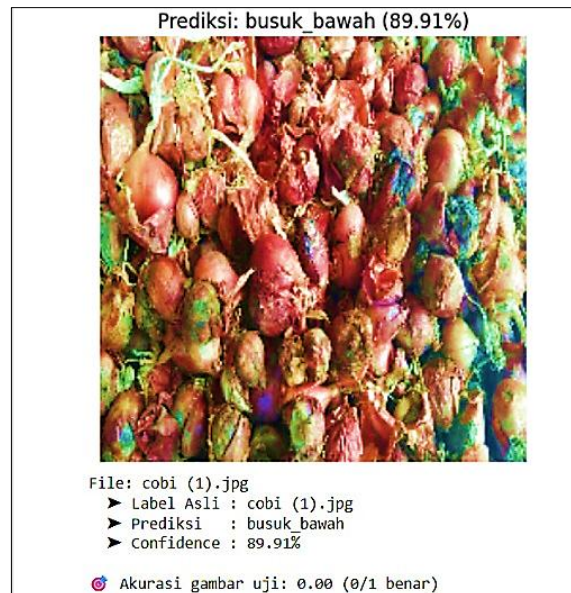 Prediksi: busuk_bawah (89.91%)
File: cobi (1).jpg
➤ Label Asli : cobi (1).jpg
➤ Prediksi : busuk_bawah
➤ Confidence : 89.91%
🎯 Akurasi gambar uji: 0.00 (0/1 benar)